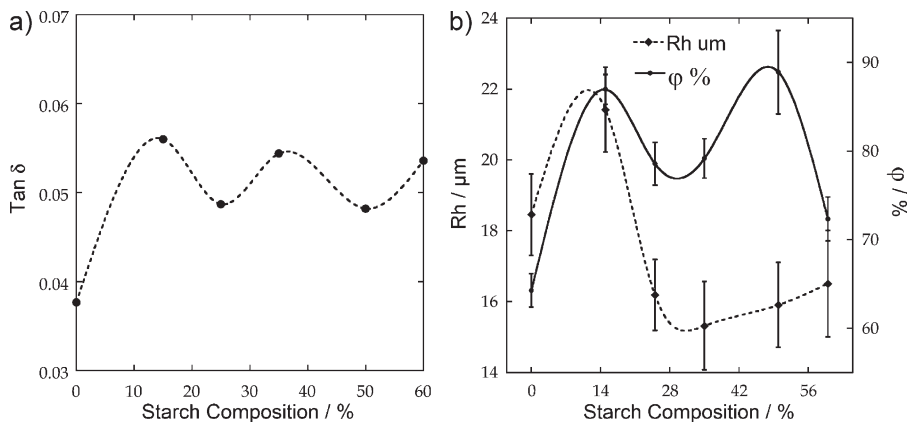 a)
0.07
0.06
0.05
0.04
0.03
Tan δ
0 10 20 30 40 50 60
Starch Composition / %
b)
24
22
20
18
16
14
Rh / μm
Rh um
φ %
90
80
70
60
φ / %
0 14 28 42 56
Starch Composition / %